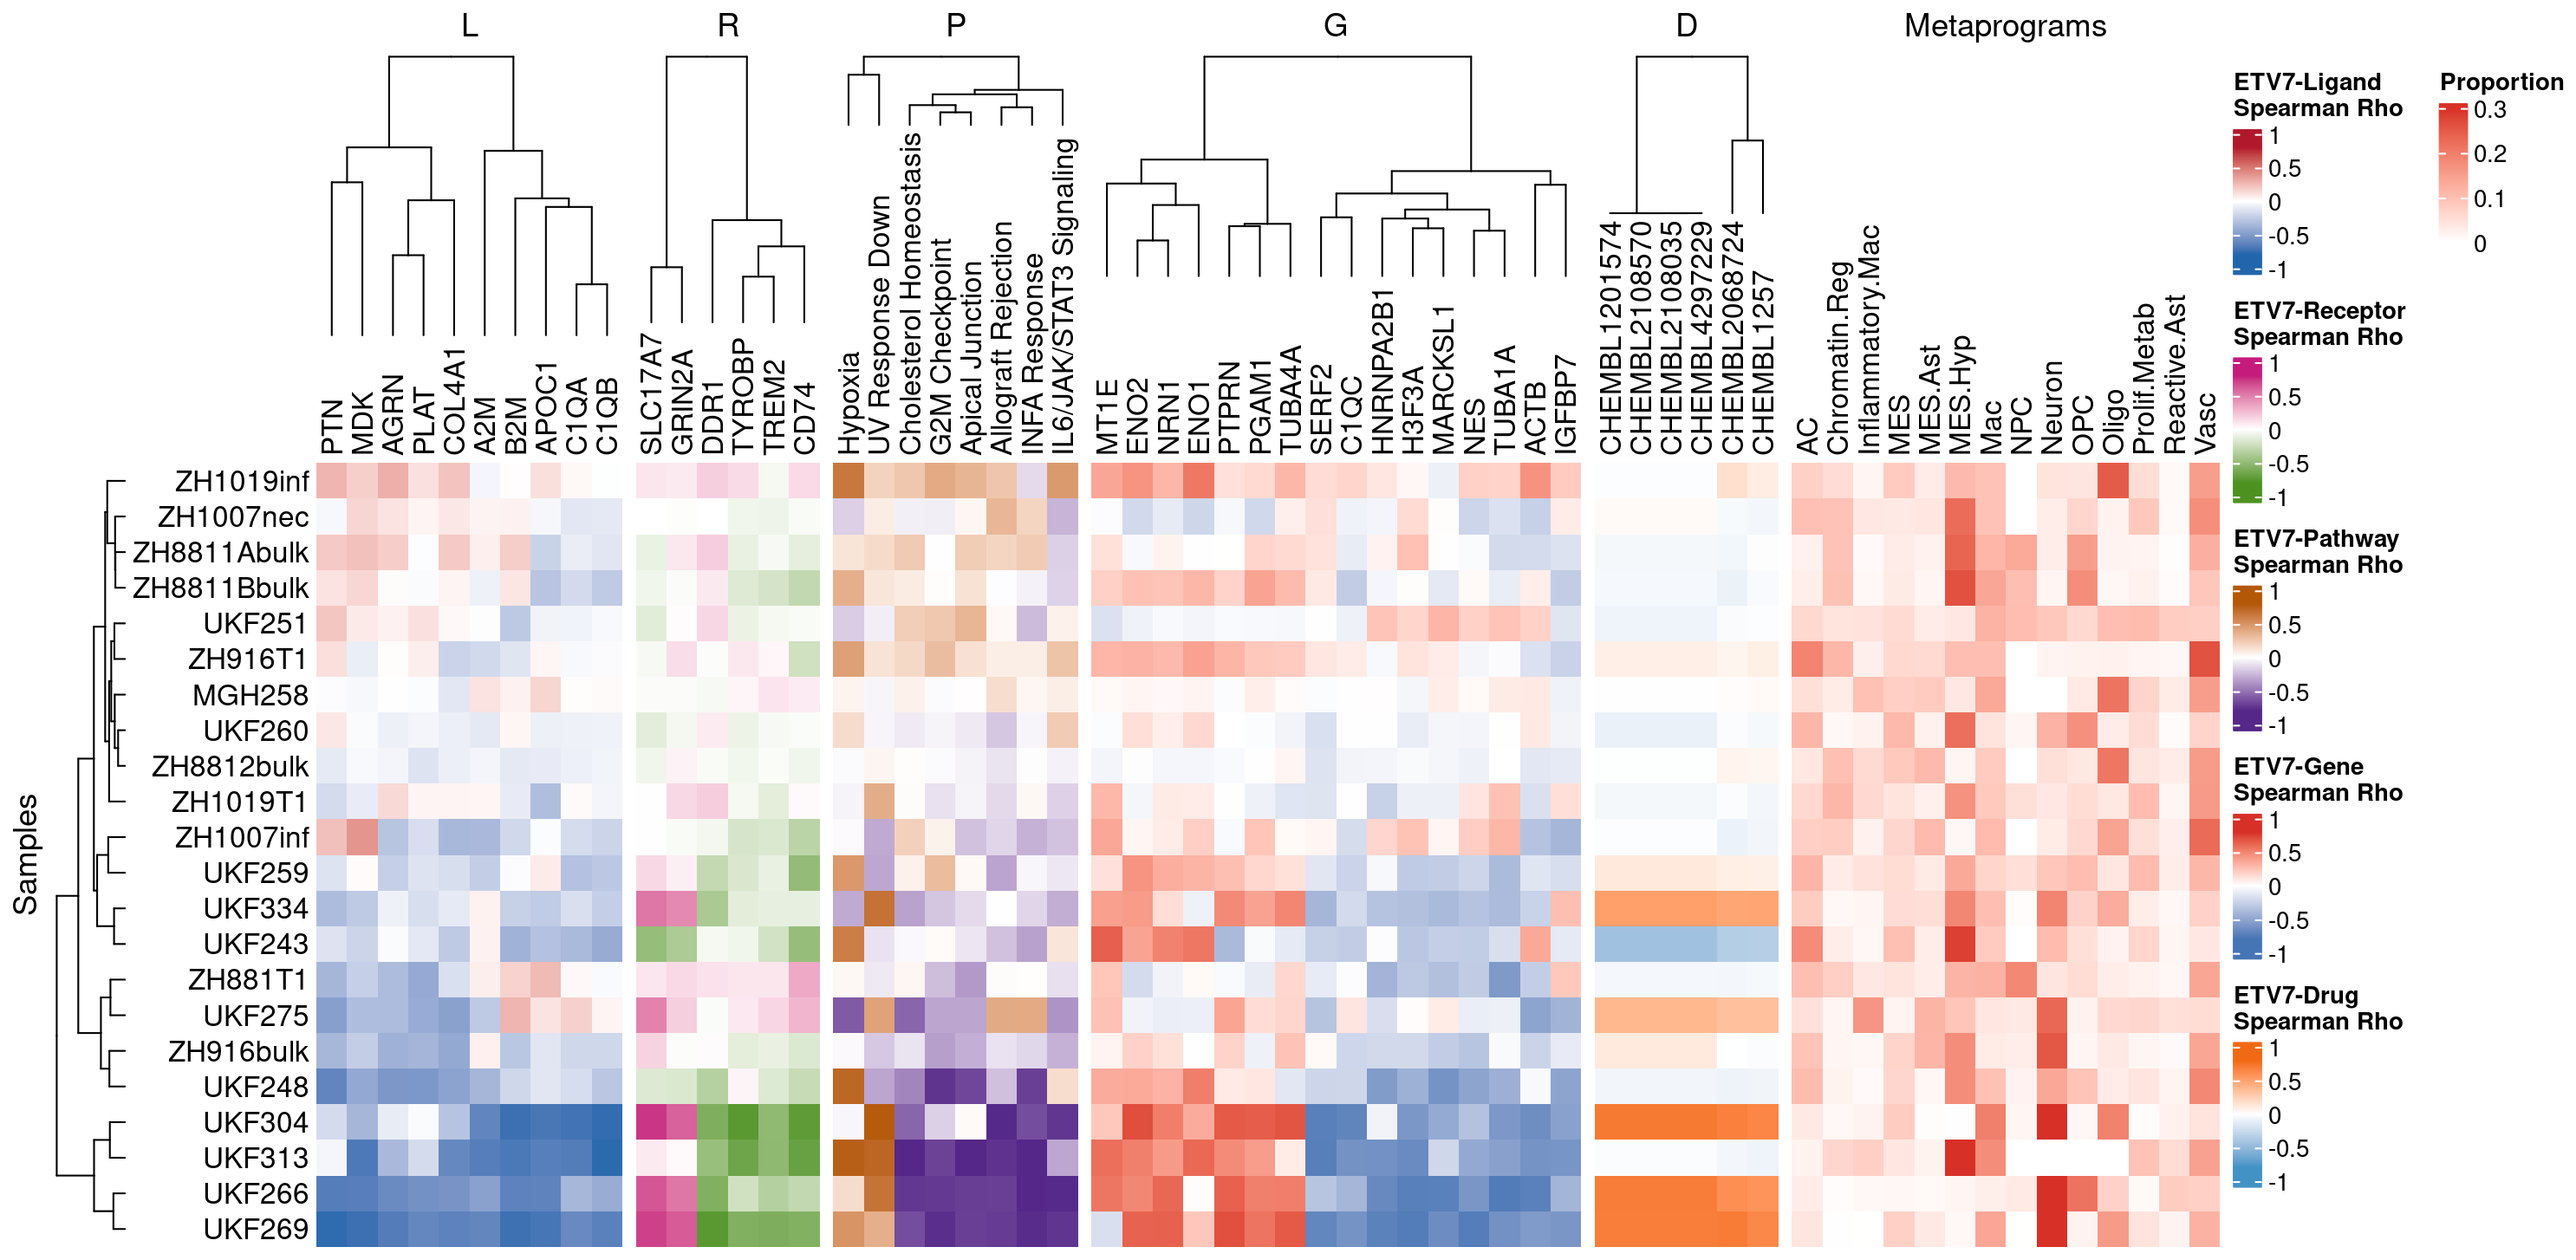 L
R
P
G
D
Metaprograms
PTN
MDK
AGRN
PLAT
COL4A1
A2M
B2M
APOC1
C1QA
C1QB
SLC17A7
GRIN2A
DDR1
TYROBP
TREM2
CD74
Hypoxia
UV Response Down
Cholesterol Homeostasis
G2M Checkpoint
Apical Junction
Allograft Rejection
INFA Response
IL6/JAK/STAT3 Signaling
MT1E
ENO2
NRN1
ENO1
PTPRN
PGAM1
TUBA4A
SERF2
C1QC
HNRNPA2B1
H3F3A
MARCKSL1
NES
TUBA1A
ACTB
IGFBP7
CHEMBL1201574
CHEMBL2108570
CHEMBL2108035
CHEMBL4297229
CHEMBL2068724
CHEMBL1257
AC
Chromatin.Reg
Inflammatory.Mac
MES
MES.Ast
MES.Hyp
Mac
NPC
Neuron
OPC
Oligo
Prolif.Metab
Reactive.Ast
Vasc
Samples
ZH1019inf
ZH1007nec
ZH8811Abulk
ZH8811Bbulk
UKF251
ZH916T1
MGH258
UKF260
ZH8812bulk
ZH1019T1
ZH1007inf
UKF259
UKF334
UKF243
ZH881T1
UKF275
ZH916bulk
UKF248
UKF304
UKF313
UKF266
UKF269
ETV7-Ligand
Spearman Rho
1
0.5
0
-0.5
-1
ETV7-Receptor
Spearman Rho
1
0.5
0
-0.5
-1
ETV7-Pathway
Spearman Rho
1
0.5
0
-0.5
-1
ETV7-Gene
Spearman Rho
1
0.5
0
-0.5
-1
ETV7-Drug
Spearman Rho
1
0.5
0
-0.5
-1
Proportion
0.3
0.2
0.1
0